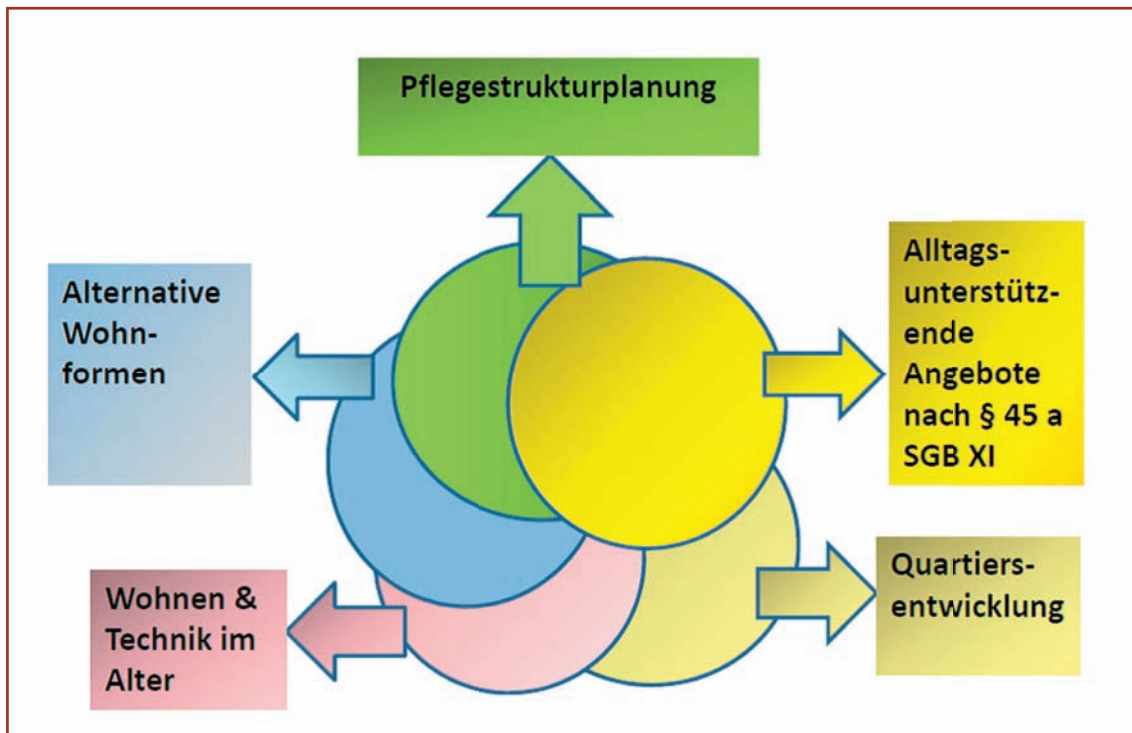 Pflegestrukturplanung
Alternative
Wohn-
formen
Alltags-
unterstütz-
ende
Angebote
nach § 45 a
SGB XI
Wohnen &
Technik im
Alter
Quartiers-
entwicklung